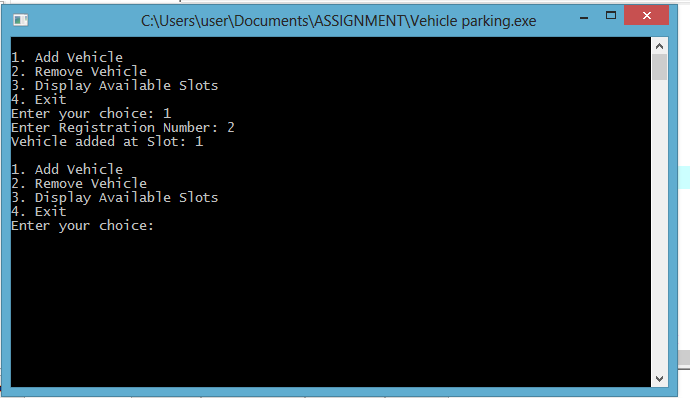 C:\Users\user\Documents\ASSIGNMENT\Vehicle parking.exe
1. Add Vehicle
2. Remove Vehicle
3. Display Available Slots
4. Exit
Enter your choice: 1
Enter Registration Number: 2
Vehicle added at Slot: 1
1. Add Vehicle
2. Remove Vehicle
3. Display Available Slots
4. Exit
Enter your choice: